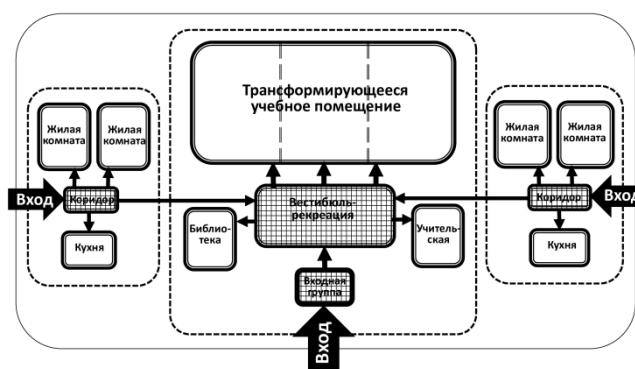 Трансформирующееся
учебное помещение
Жилая
комната
Жилая
комната
Вход
Коридор
Кухня
Вестибюль-
рекреация
Библио-
тека
Учитель-
ская
Входная
группа
Вход
Жилая
комната
Жилая
комната
Коридор
Вход
Кухня